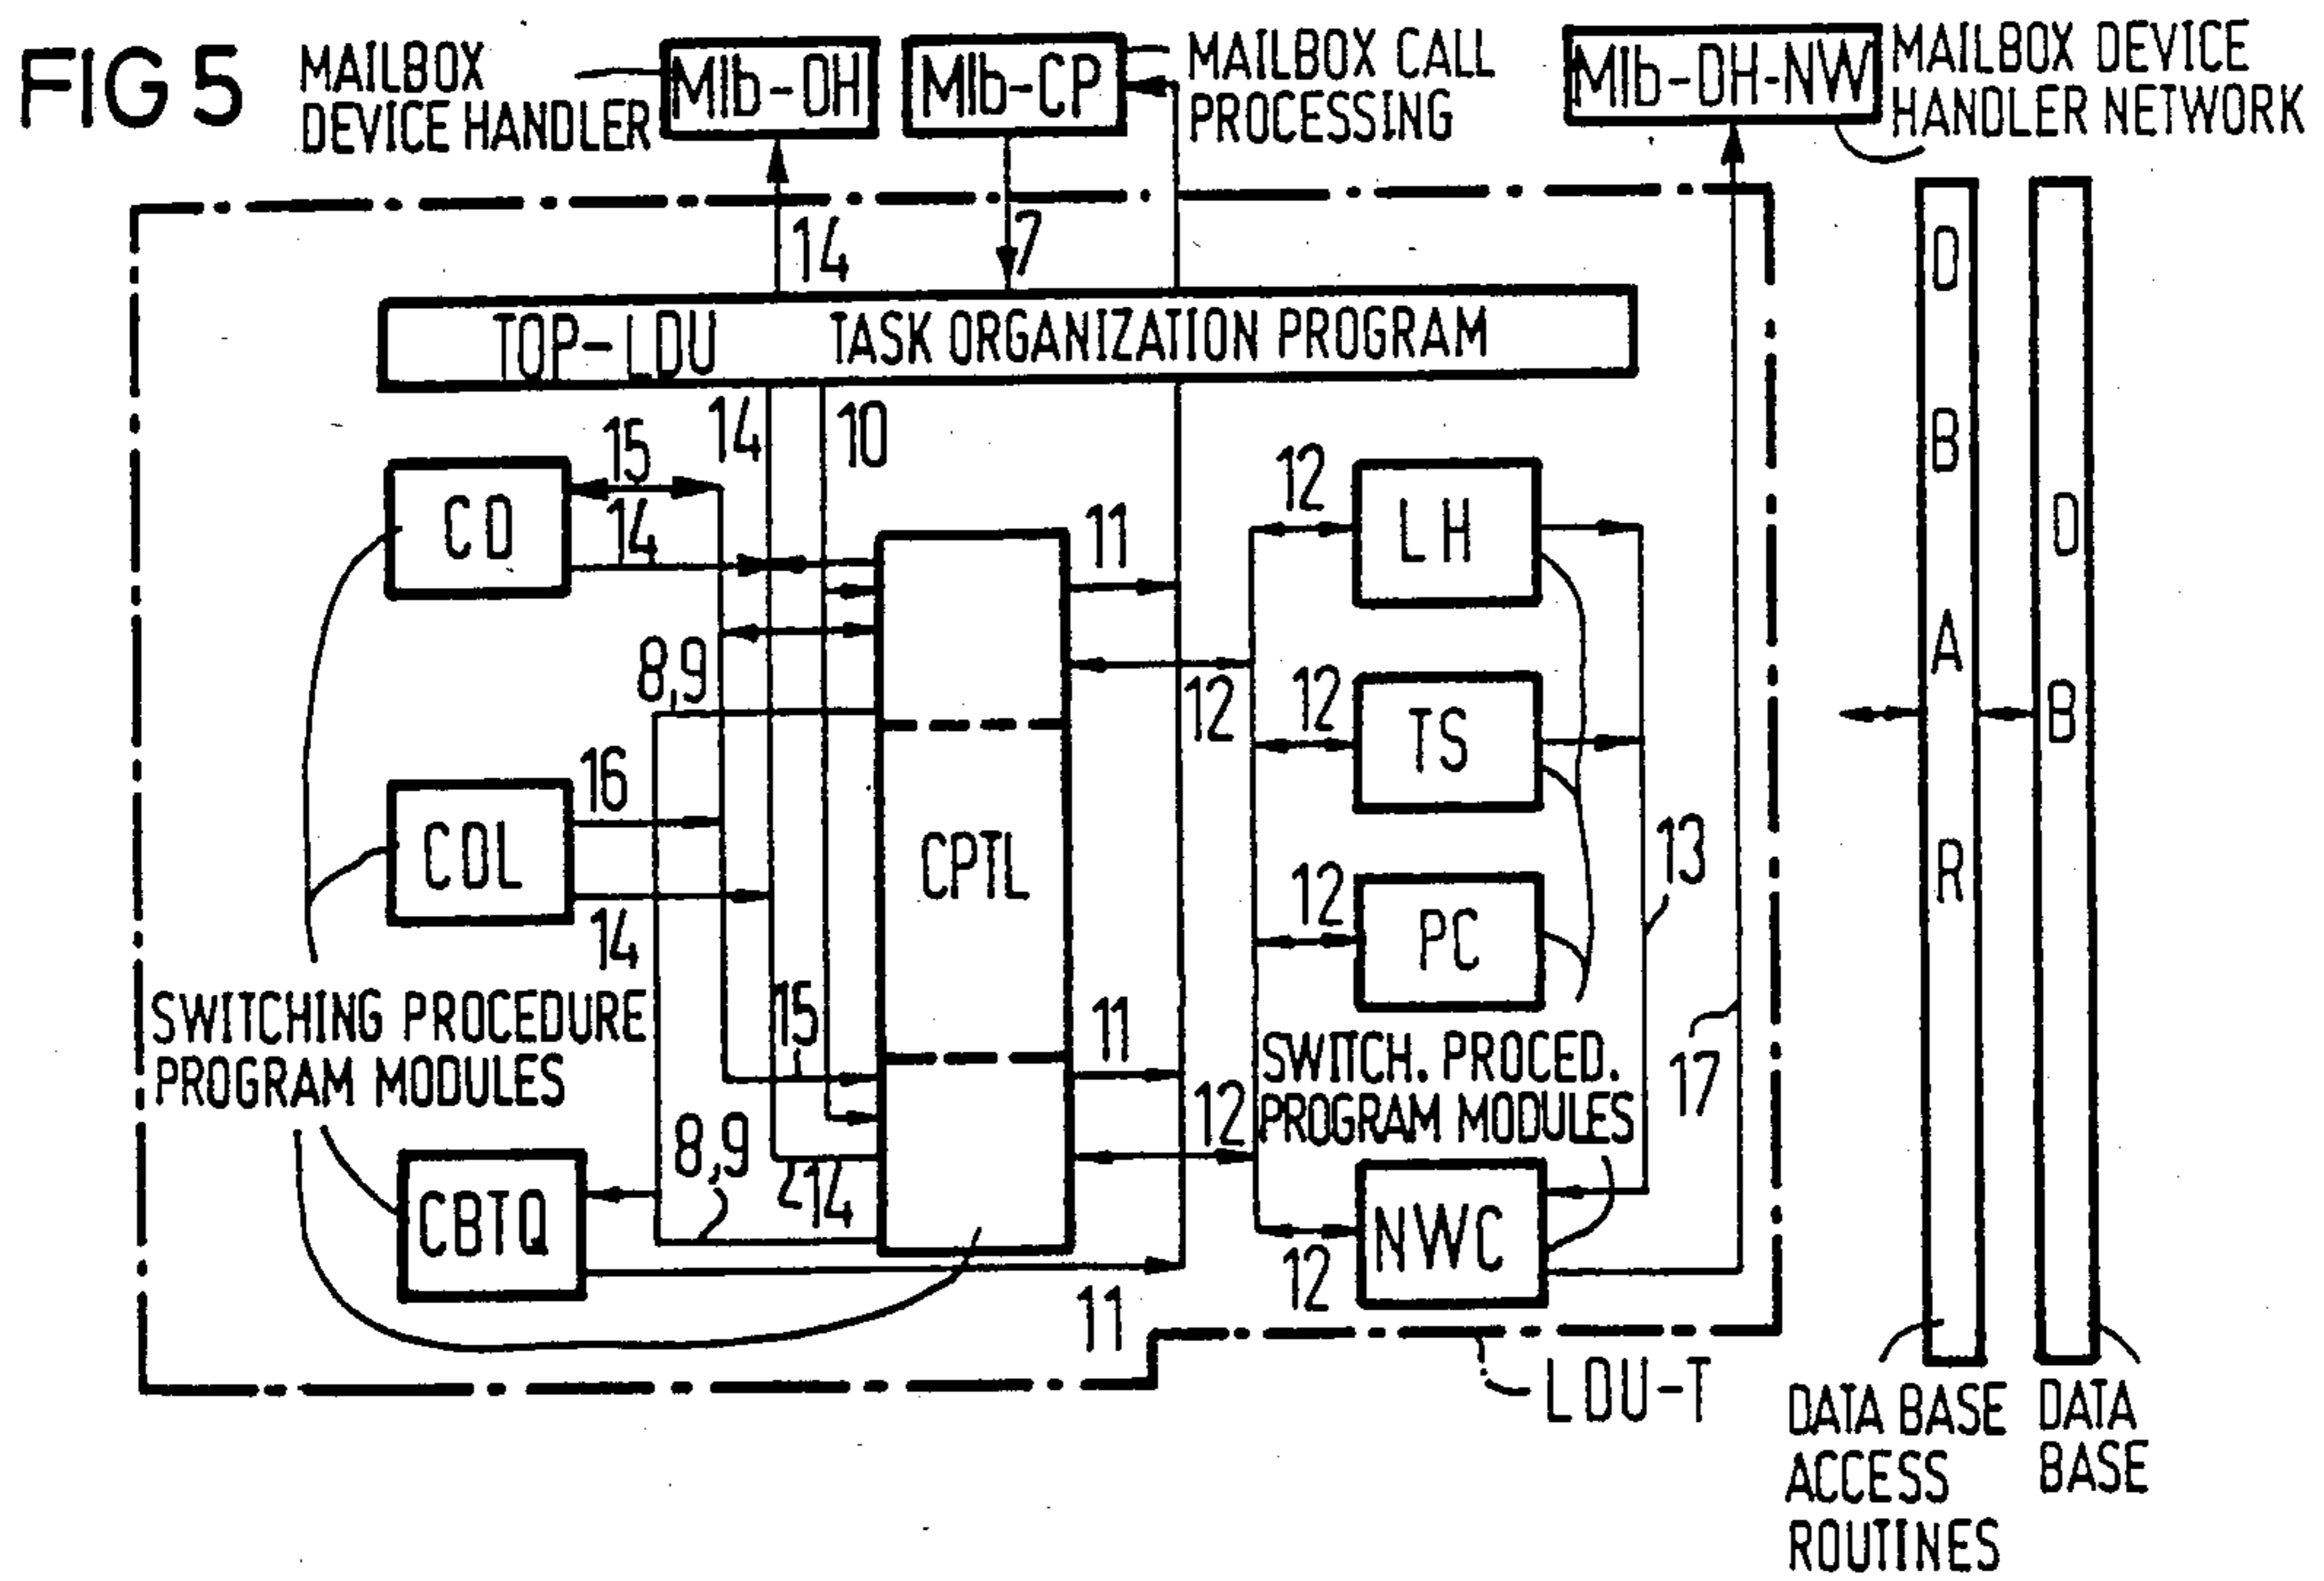 FIG 5
MAILBOX
DEVICE HANDLER
MIb-DH
MIb-CP
MAILBOX CALL
PROCESSING
MIb-DH-NW
MAILBOX DEVICE
HANDLER NETWORK
14
7
TOP-LDU TASK ORGANIZATION PROGRAM
14
10
15
CD
14
11
12
LH
8,9
12
12
TS
16
CDL
14
CPTL
12
PC
13
SWITCHING PROCEDURE
PROGRAM MODULES
15
11
SWITCH. PROCED.
PROGRAM MODULES
17
8,9
14
12
CBTQ
NWC
12
11
LDU-T
D
B
A
R
D
B
DATA BASE
ACCESS
ROUTINES
DATA
BASE